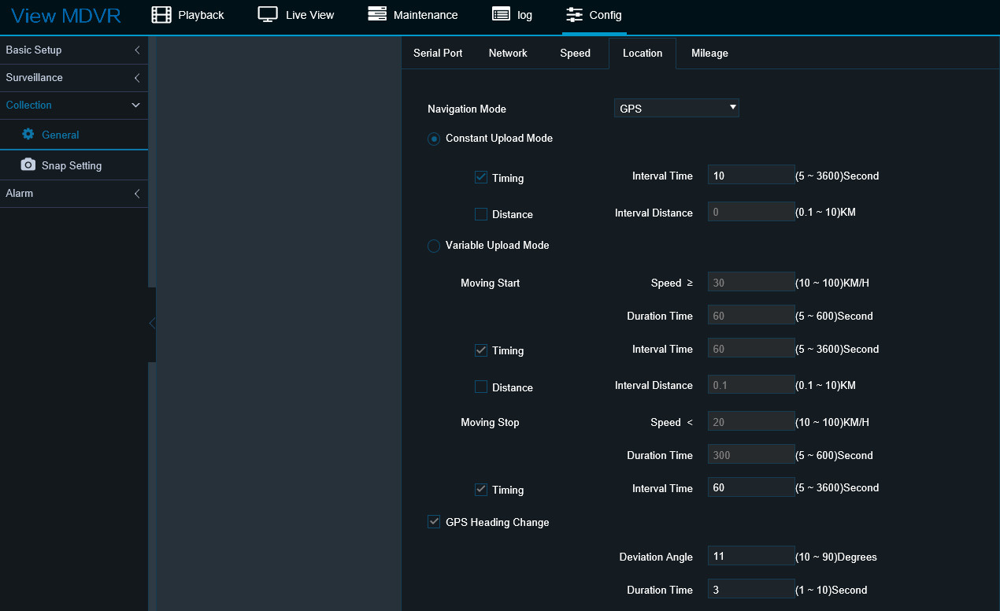 View MDVR Playback Live View Maintenance log Config
Basic Setup
Surveillance
Collection
General
Snap Setting
Alarm
Serial Port Network Speed Location Mileage
Navigation Mode GPS
Constant Upload Mode
Timing Interval Time 10 (5 ~ 3600)Second
Distance Interval Distance 0 (0.1 ~ 10)KM
Variable Upload Mode
Moving Start Speed ≥ 30 (10 ~ 100)KM/H
Duration Time 60 (5 ~ 600)Second
Timing Interval Time 60 (5 ~ 3600)Second
Distance Interval Distance 0.1 (0.1 ~ 10)KM
Moving Stop Speed < 20 (10 ~ 100)KM/H
Duration Time 300 (5 ~ 600)Second
Timing Interval Time 60 (5 ~ 3600)Second
GPS Heading Change
Deviation Angle 11 (10 ~ 90)Degrees
Duration Time 3 (1 ~ 10)Second